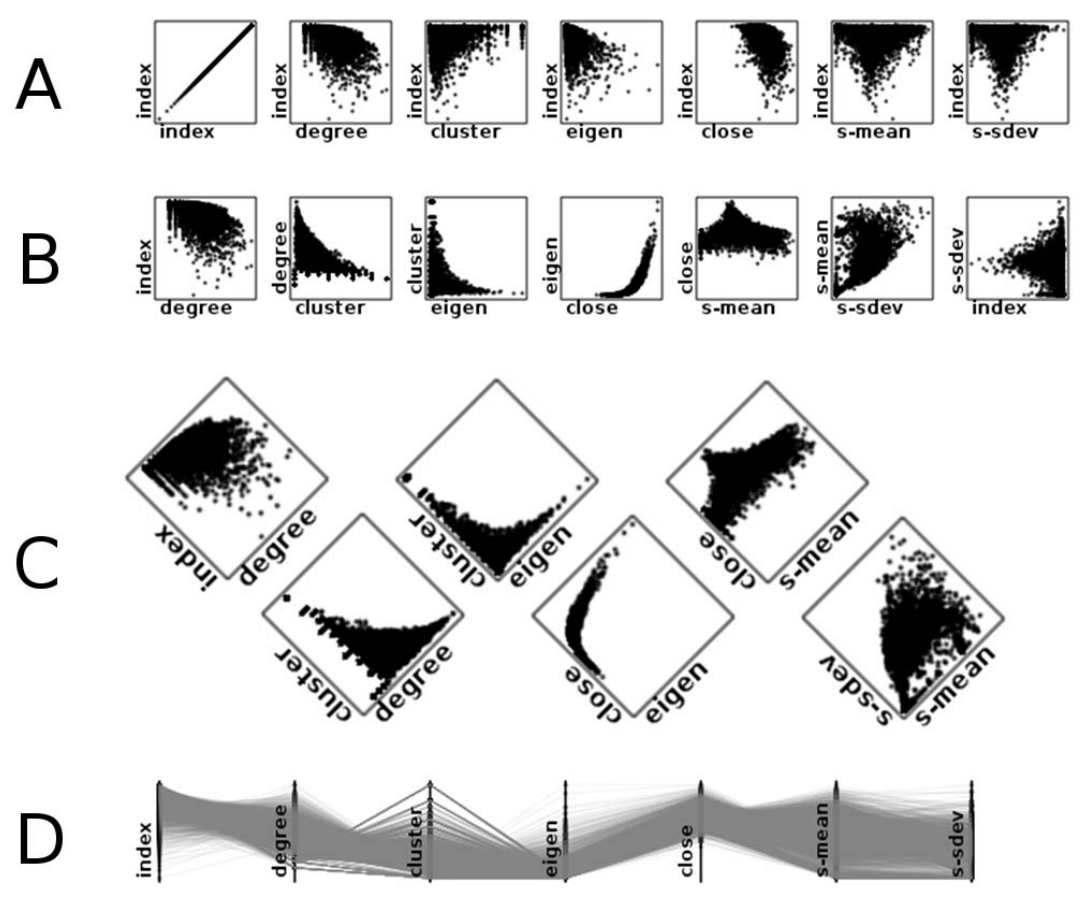 A
index index index index index index index
index degree cluster eigen close s-mean s-sdev
B
index degree cluster eigen close s-mean s-sdev
degree cluster eigen close s-mean s-sdev index
C
index degree cluster eigen close s-mean
cluster degree close eigen s-sdev s-mean
D
index degree cluster eigen close s-mean s-sdev